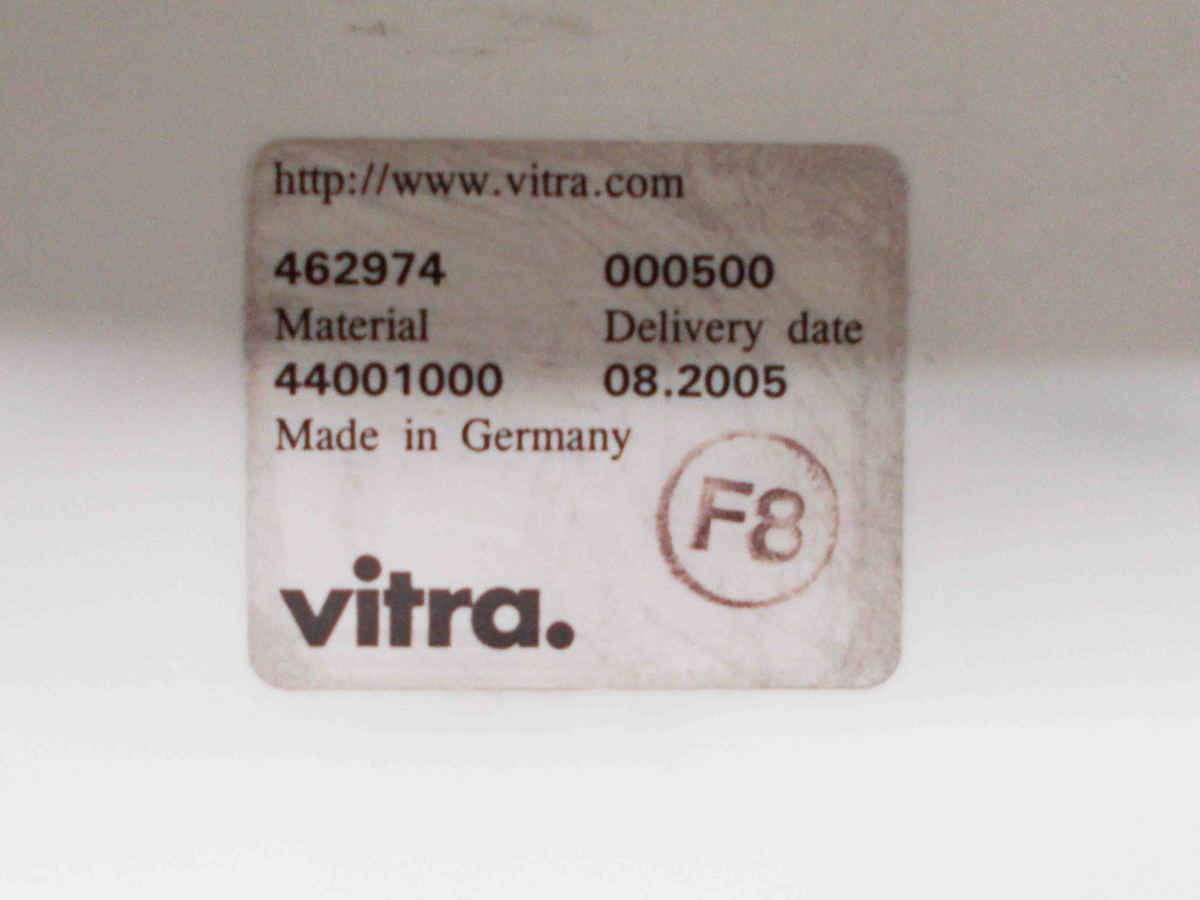 http://www.vitra.com
462974 000500
Material Delivery date
44001000 08.2005
Made in Germany
F8
vitra.